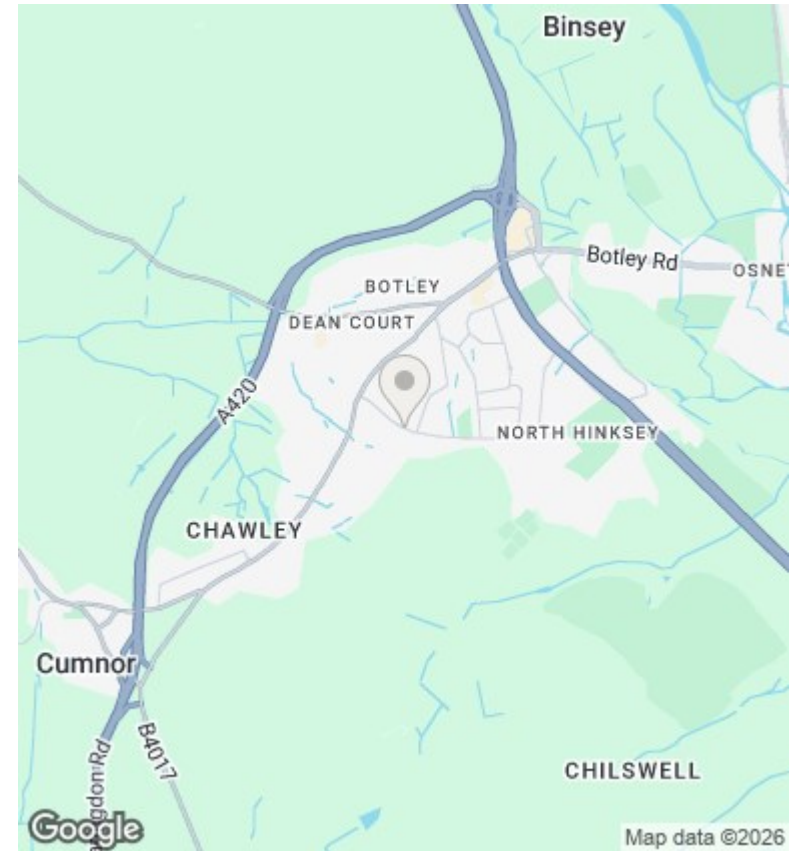 Binsey
Botley Rd
OSNE
BOTLEY
DEAN COURT
A420
NORTH HINKSEY
CHAWLEY
Cumnor
B4017
gdon Rd
CHILSWELL
Google
Map data ©2026